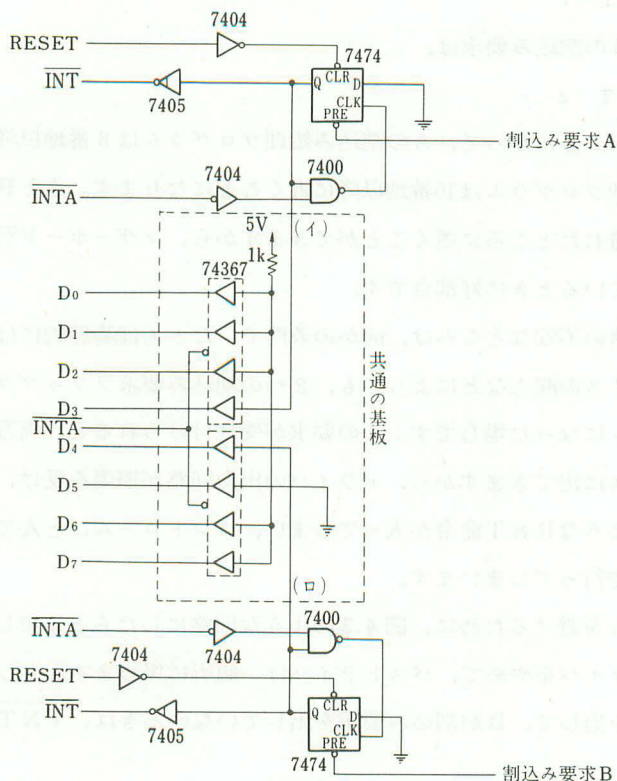 7404
RESET
7474
INT
7405
Q CLR D
CLK
PRE
割込み要求A
7404
7400
INTA
5V
(イ)
1k
74367
D₀
D₁
D₂
D₃
INTA
D₄
D₅
D₆
D₇
共通の基板
(ロ)
7400
INTA
7404
7404
RESET
INT
7405
Q CLR D
CLK
PRE
7474
割込み要求B